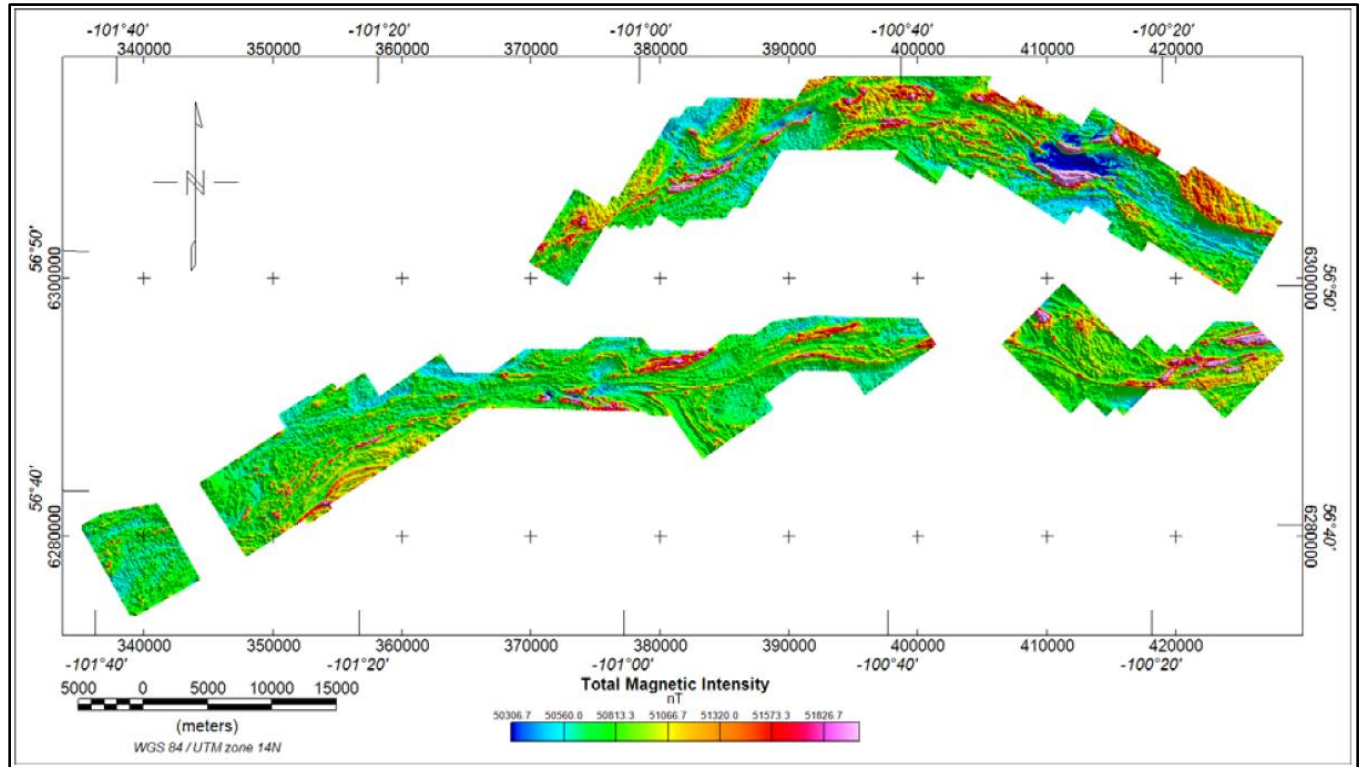 -101°40' -101°20' -101°00' -100°40' -100°20'
340000 350000 360000 370000 380000 390000 400000 410000 420000
N
56°50' 56°50'
6300000 6300000
56°40' 56°40'
6280000 6280000
340000 350000 360000 370000 380000 390000 400000 410000 420000
-101°40' -101°20' -101°00' -100°40' -100°20'
5000 0 5000 10000 15000
(meters)
WGS 84 / UTM zone 14N
Total Magnetic Intensity
nT
50306.7 50560.0 50813.3 51066.7 51320.0 51573.3 51826.7